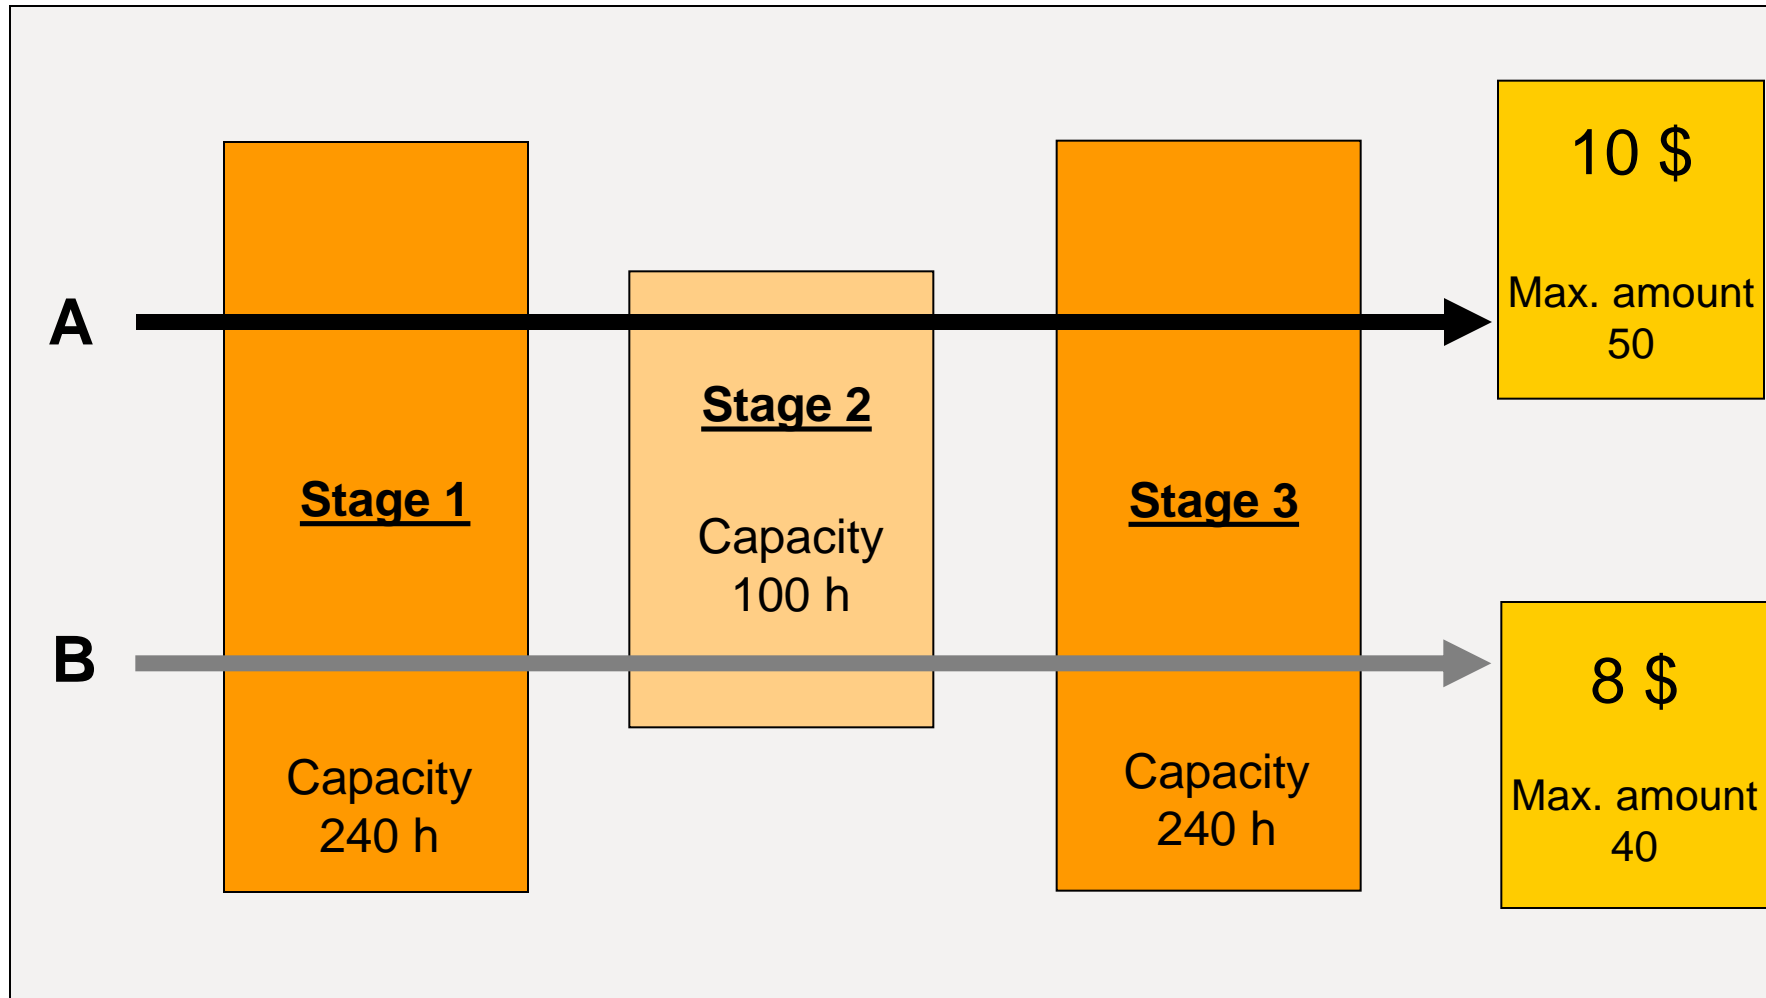 A
B
Stage 1
Capacity
240 h
Stage 2
Capacity
100 h
Stage 3
Capacity
240 h
10 $
Max. amount
50
8 $
Max. amount
40